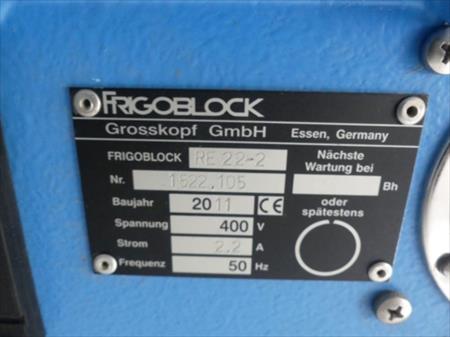 FRIGOBLOCK
Grosskopf GmbH Essen, Germany
FRIGOBLOCK RE 22-2
Nr. 1522.105
Baujahr 2011 CE
Spannung 400 V
Strom 2.2 A
Frequenz 50 Hz
Nächste
Wartung bei
Bh
oder
spätestens